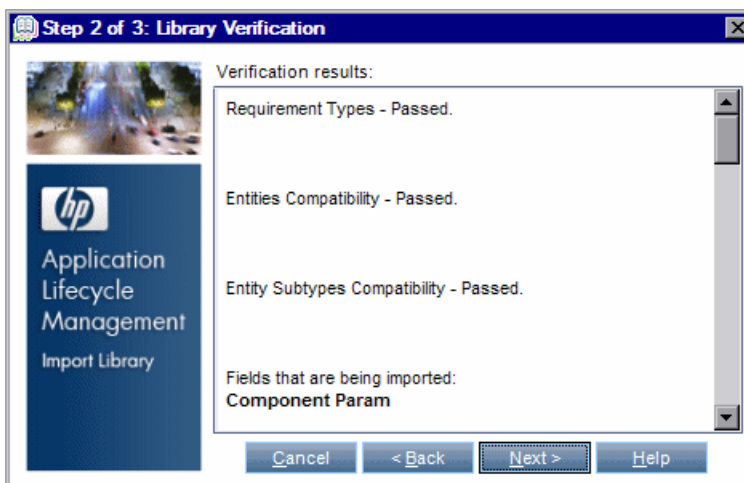 Step 2 of 3: Library Verification
Verification results:
Requirement Types - Passed.
Entities Compatibility - Passed.
Entity Subtypes Compatibility - Passed.
Fields that are being imported:
Component Param
hp
Application
Lifecycle
Management
Import Library
Cancel
< Back
Next >
Help